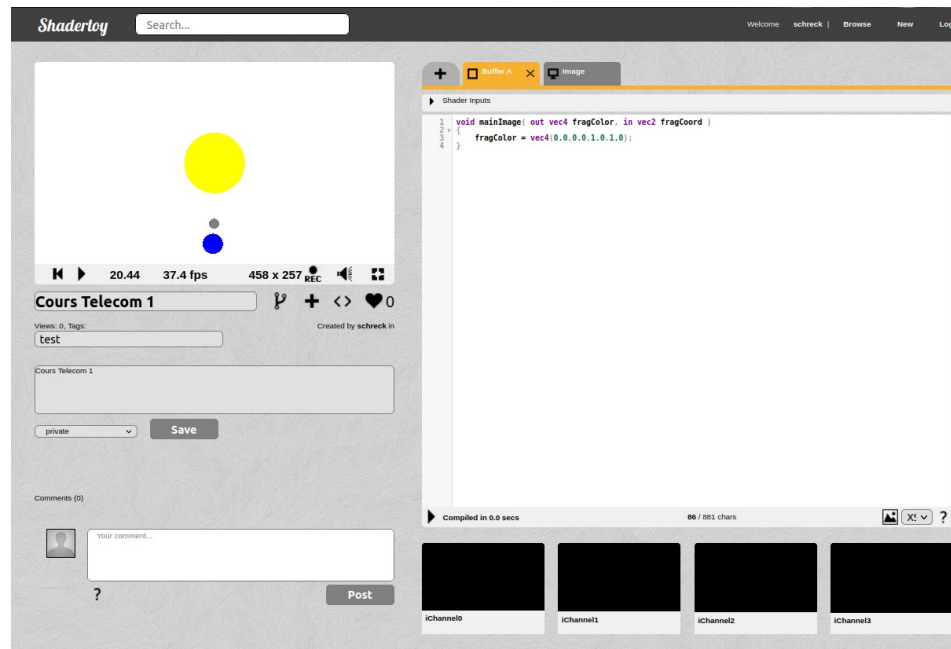 Shadertoy
Search...
Welcome schreck | Browse New Log
Buffer A
Image
Shader Inputs
1 void mainImage( out vec4 fragColor, in vec2 fragCoord )
2 {
3 fragColor = vec4(0.0,0.0,1.0,1.0);
4 }
20.44 37.4 fps 458 x 257 REC
Cours Telecom 1
0
Views: 0, Tags:
Created by schreck in
test
Cours Telecom 1
private
Save
Comments (0)
Your comment...
?
Post
Compiled in 0.0 secs
86 / 881 chars
?
iChannel0
iChannel1
iChannel2
iChannel3